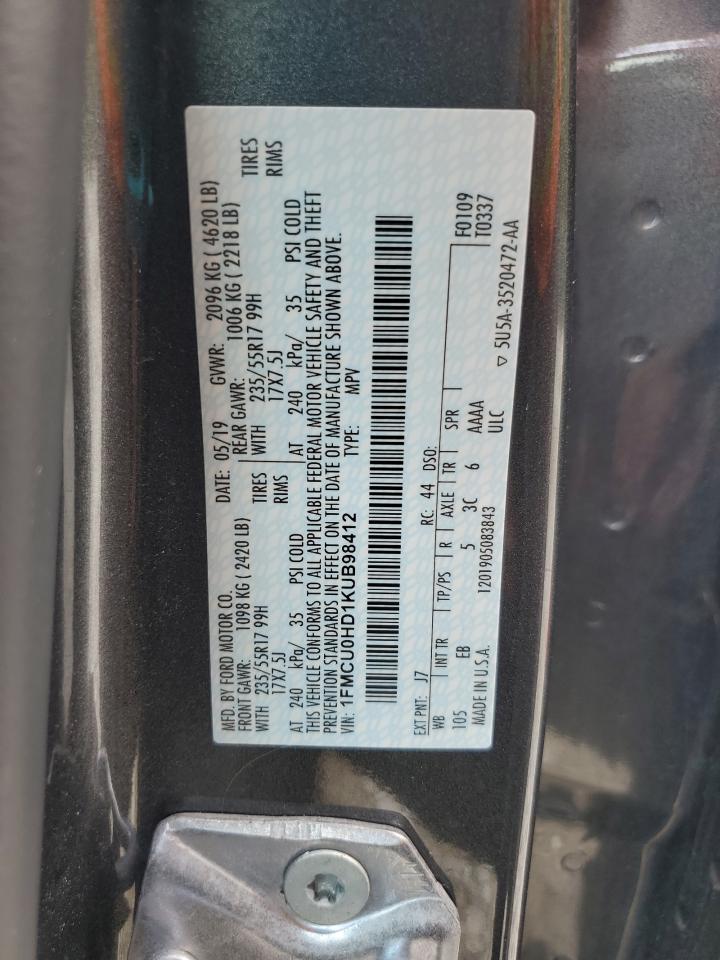 MFD. BY FORD MOTOR CO. DATE: 05/19 GVWR: 2096 KG ( 4620 LB)
FRONT GAWR: 1098 KG ( 2420 LB) REAR GAWR: 1006 KG ( 2218 LB)
WITH 235/55R17 99H TIRES WITH 235/55R17 99H TIRES
17X7.5J RIMS 17X7.5J RIMS
AT 240 kPa/ 35 PSI COLD AT 240 kPa/ 35 PSI COLD
THIS VEHICLE CONFORMS TO ALL APPLICABLE FEDERAL MOTOR VEHICLE SAFETY AND THEFT
PREVENTION STANDARDS IN EFFECT ON THE DATE OF MANUFACTURE SHOWN ABOVE.
VIN: 1FMCU0HD1KUB98412 TYPE: MPV
EXT PNT: J7 RC: 44 DSO:
WB INT TR TP/PS R AXLE TR SPR F0109
105 EB 5 3C 6 AAAA T0337
MADE IN U.S.A. 1201905083843 ULC ▽ 5U5A-3520472-AA